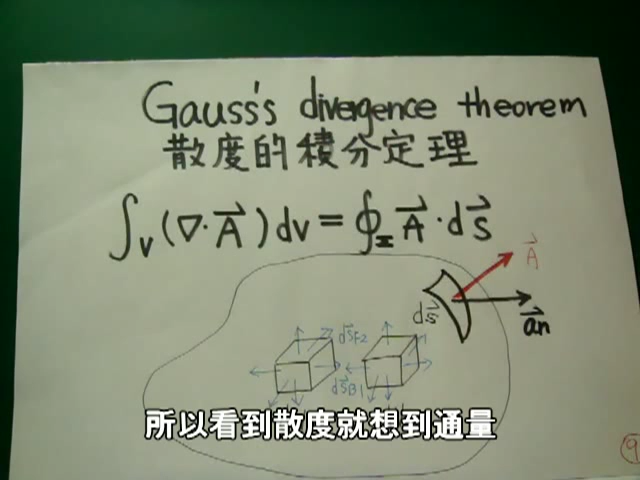 Gauss's divergence theorem
散度的積分定理
∫v(∇·A⃗)dv = ∮ɪ A⃗·dS⃗
A⃗
dS⃗
a⃗n
dS⃗F2
dS⃗B1
所以看到散度就想到通量
9